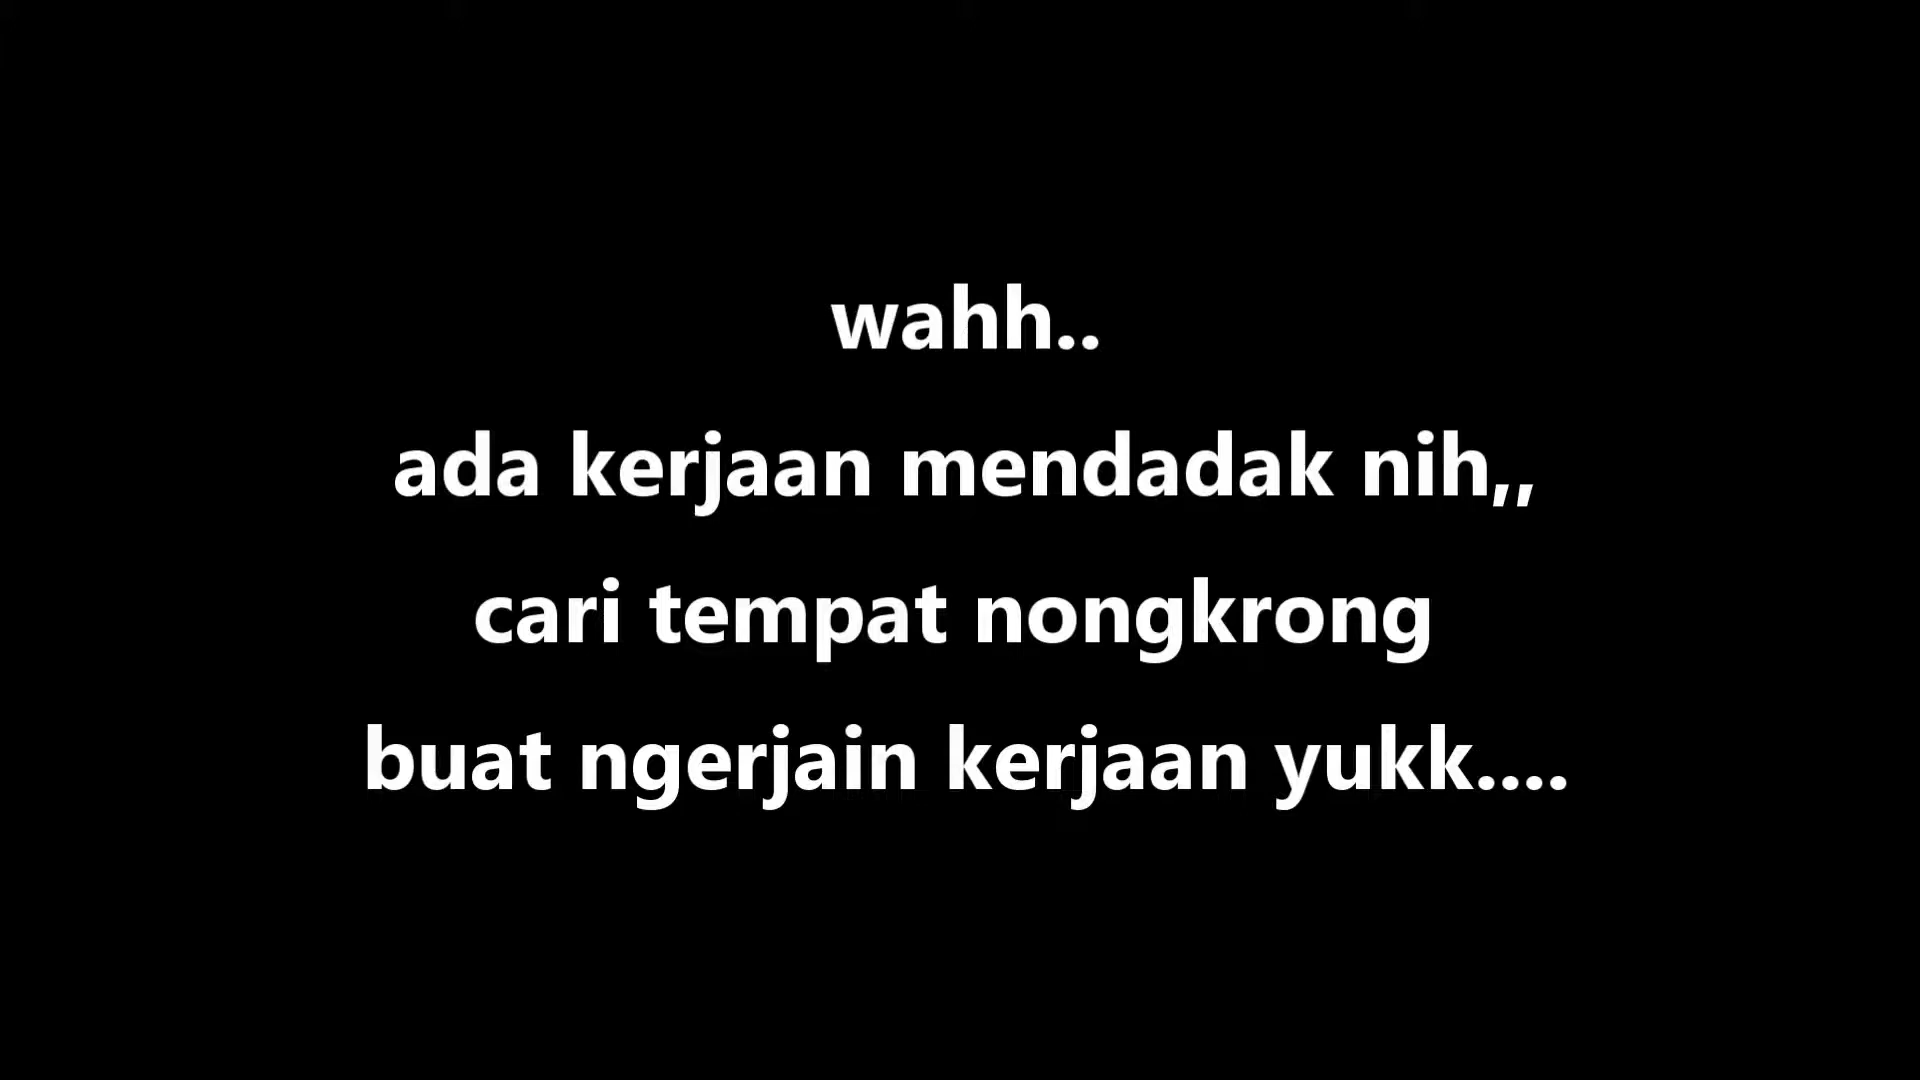 wahh..
ada kerjaan mendadak nih,,
cari tempat nongkrong
buat ngerjain kerjaan yukk....